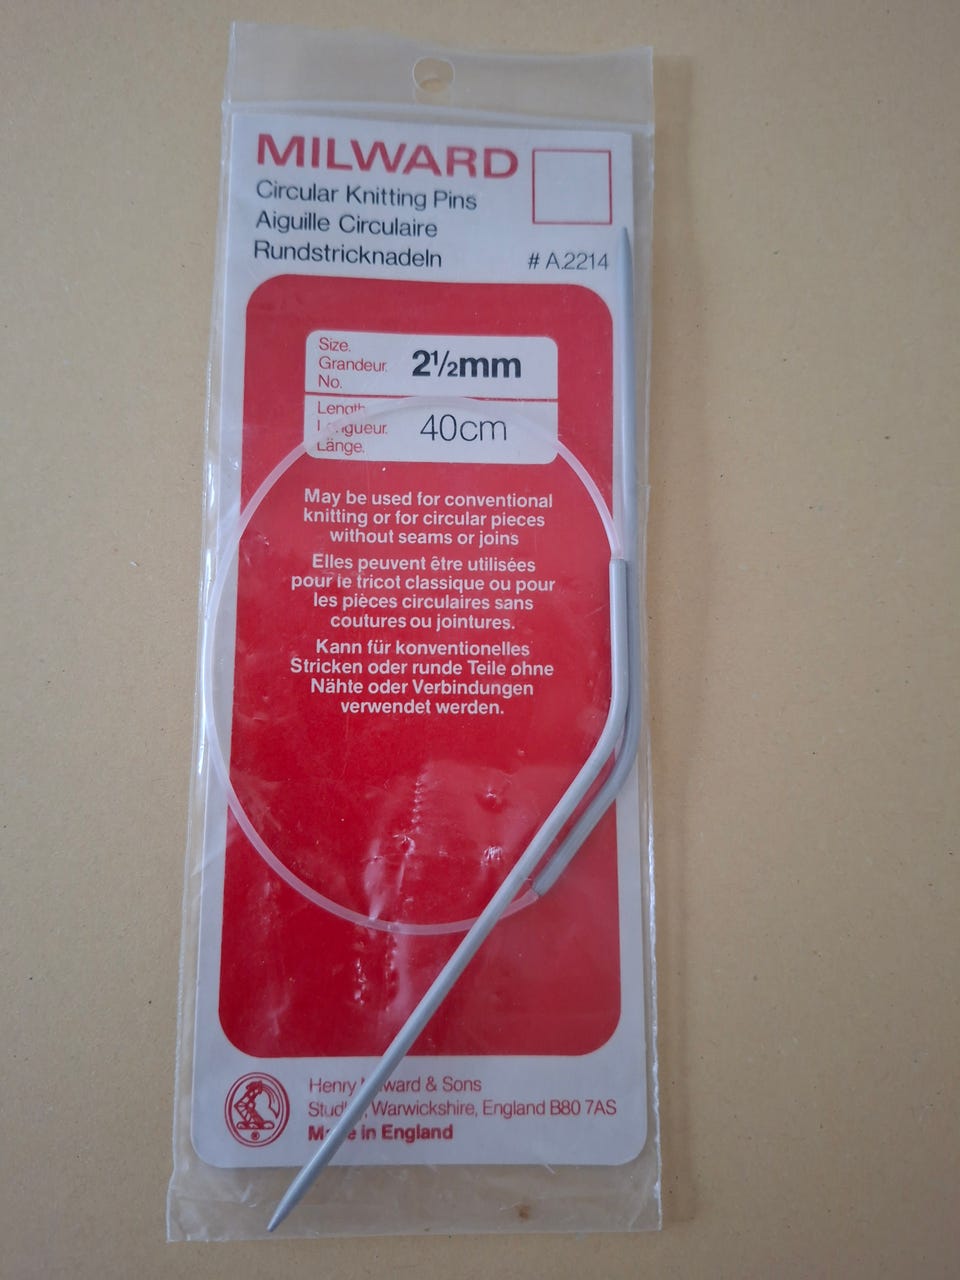 MILWARD
Circular Knitting Pins
Aiguille Circulaire
Rundstricknadeln
# A.2214
Size.
Grandeur.
No.
2½mm
Length
Longueur.
Länge.
40cm
May be used for conventional
knitting or for circular pieces
without seams or joins
Elles peuvent être utilisées
pour le tricot classique ou pour
les pièces circulaires sans
coutures ou jointures.
Kann für konventionelles
Stricken oder runde Teile ohne
Nähte oder Verbindungen
verwendet werden.
Henry Milward & Sons
Studley, Warwickshire, England B80 7AS
Made in England
®